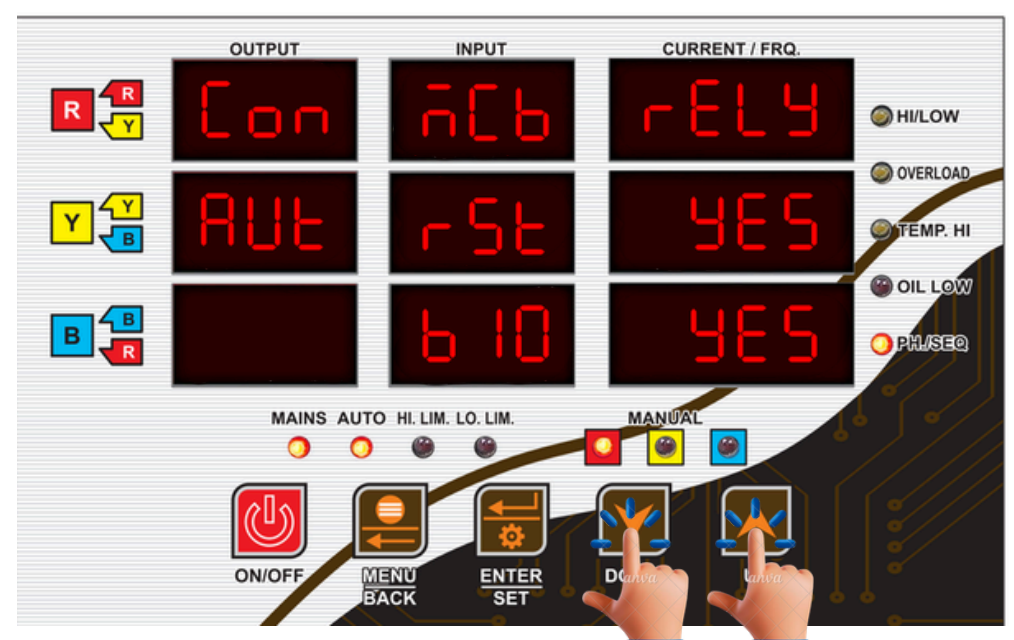 OUTPUT INPUT CURRENT / FRQ.
R R Y Con mCb rELY HI/LOW
OVERLOAD
Y Y B AUt rSt YES TEMP. HI
OIL LOW
B B R b 10 YES PH./SEQ
MAINS AUTO HI. LIM. LO. LIM. MANUAL
ON/OFF MENU BACK ENTER SET